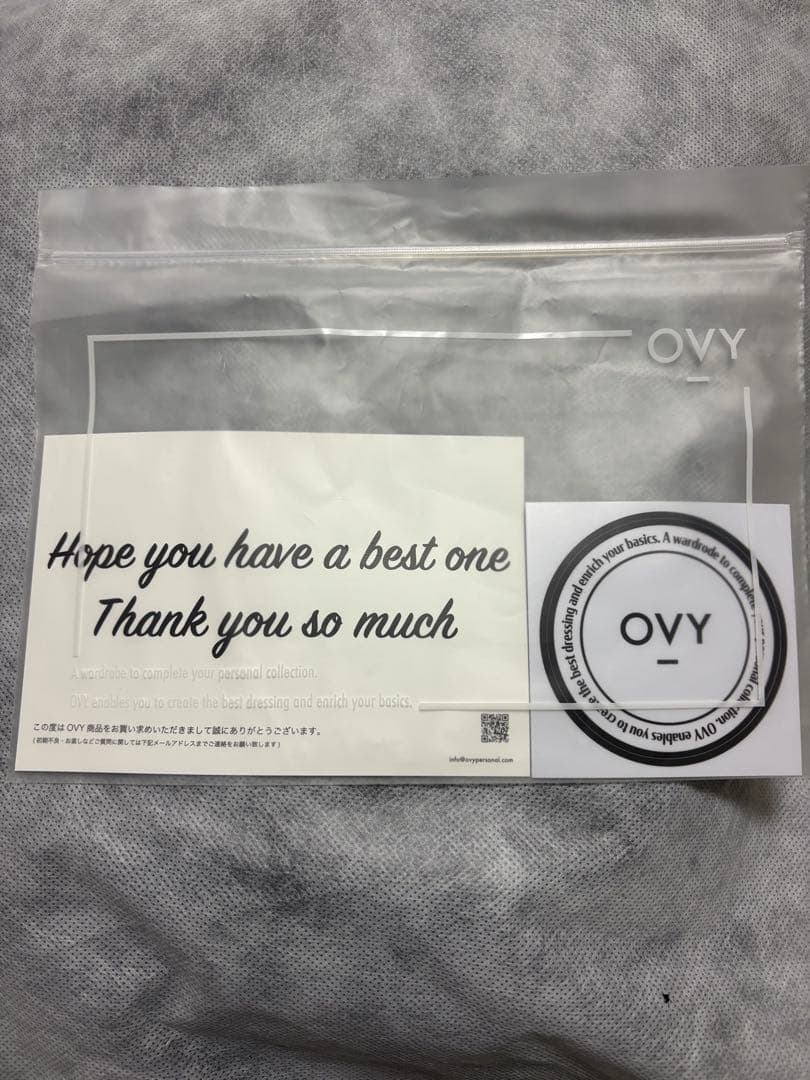 OVY
Hope you have a best one
Thank you so much
A wardrobe to complete your personal collection.
OVY enables you to create the best dressing and enrich your basics.
この度は OVY 商品をお買い求めいただきまして誠にありがとうございます。
(初期不良・お直しなどご質問に関しては下記メールアドレスまでご連絡をお願い致します)
info@ovypersonal.com
A wardrode to complete personal collection. OVY enables you to create the best dressing and enrich your basics.
OVY